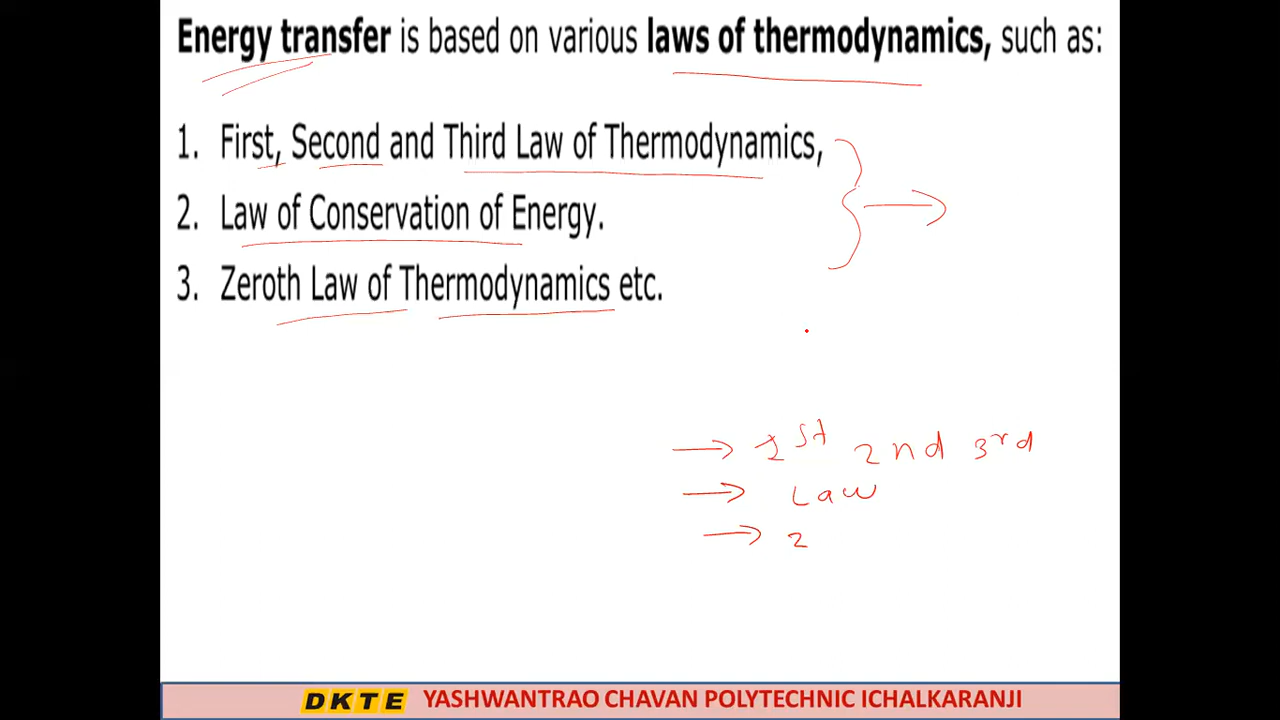 Energy transfer is based on various laws of thermodynamics, such as:
1. First, Second and Third Law of Thermodynamics,
2. Law of Conservation of Energy.
3. Zeroth Law of Thermodynamics etc.
→ 1st 2nd 3rd
→ Law
→ z
DKTE YASHWANTRAO CHAVAN POLYTECHNIC ICHALKARANJI